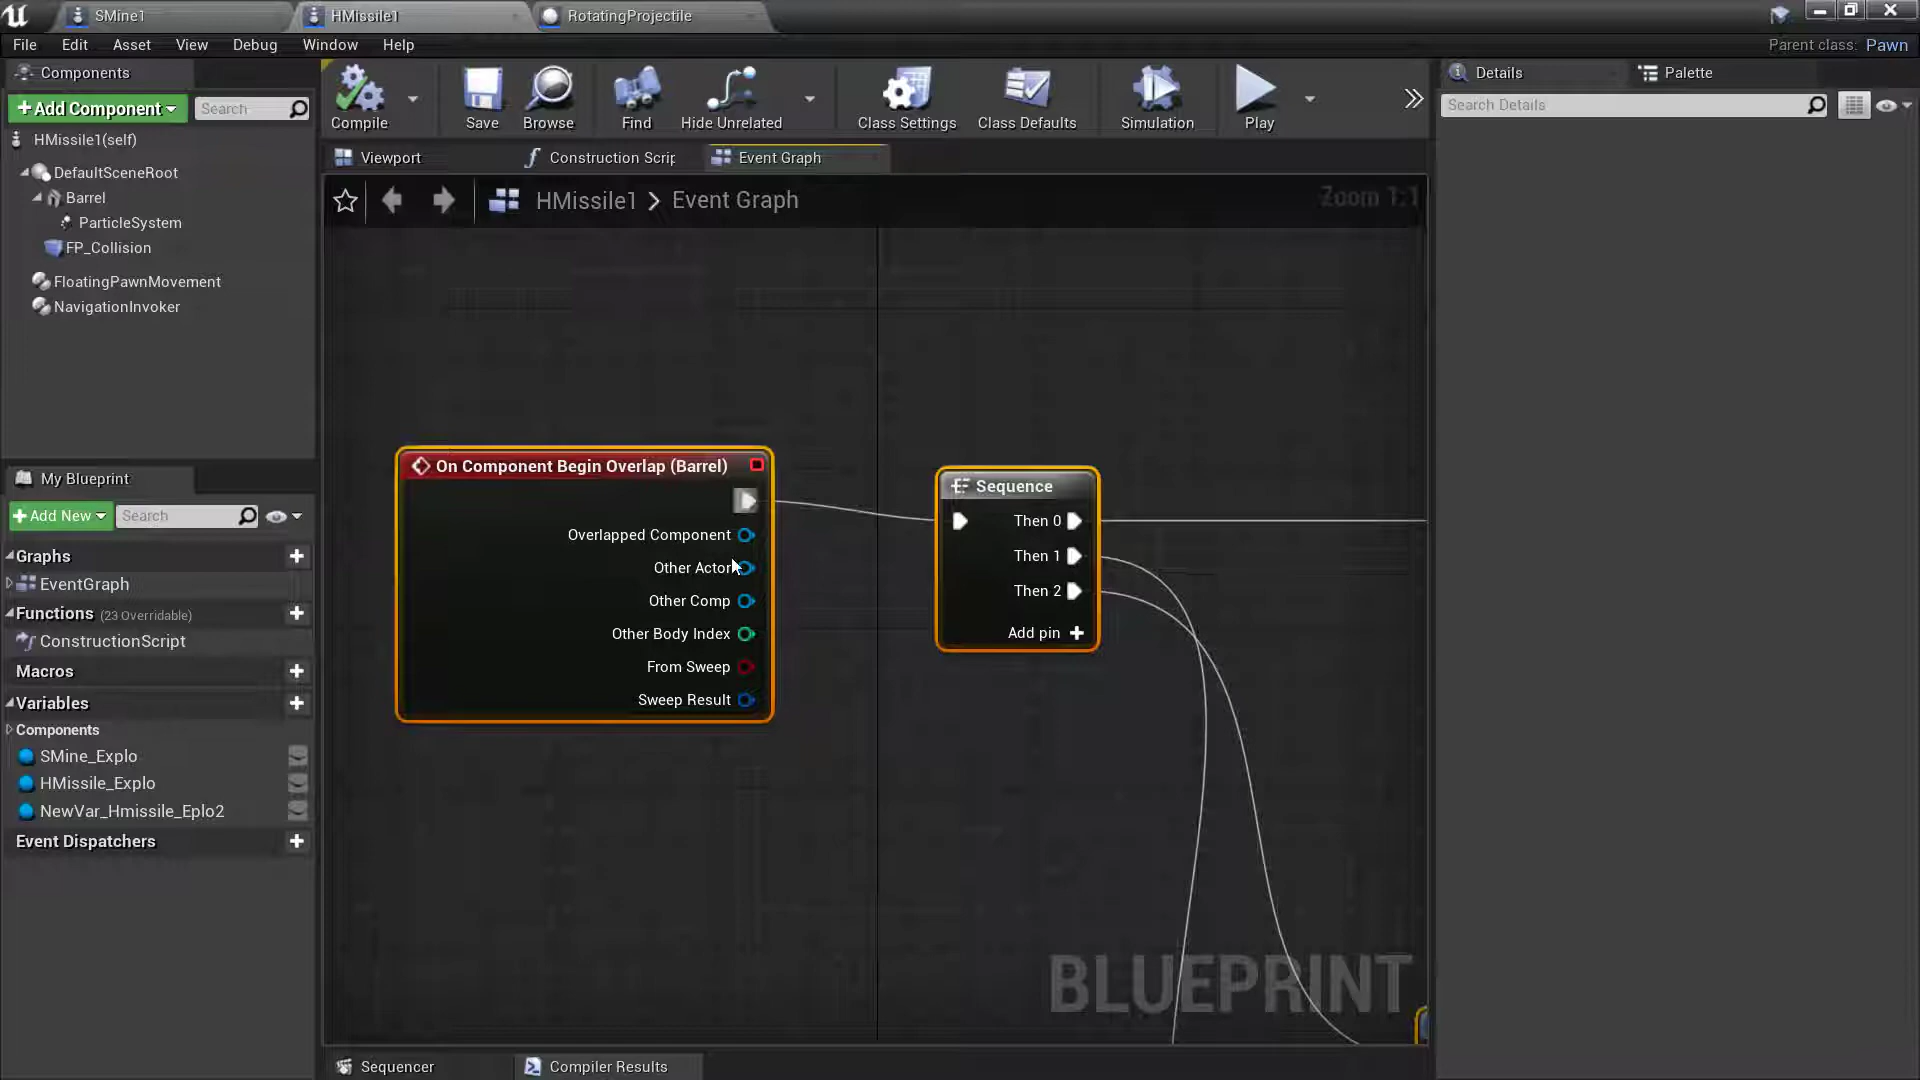 SMine1
HMissile1
RotatingProjectile
File Edit Asset View Debug Window Help
Parent class: Pawn
Components
+Add Component
Search
HMissile1(self)
DefaultSceneRoot
Barrel
ParticleSystem
FP_Collision
FloatingPawnMovement
NavigationInvoker
Compile
Save
Browse
Find
Hide Unrelated
Class Settings
Class Defaults
Simulation
Play
Details
Palette
Search Details
Viewport
Construction Scrip
Event Graph
HMissile1 > Event Graph
Zoom 1:1
On Component Begin Overlap (Barrel)
Overlapped Component
Other Actor
Other Comp
Other Body Index
From Sweep
Sweep Result
Sequence
Then 0
Then 1
Then 2
Add pin +
BLUEPRINT
My Blueprint
+Add New
Search
Graphs
EventGraph
Functions (23 Overridable)
ConstructionScript
Macros
Variables
Components
SMine_Explo
HMissile_Explo
NewVar_Hmissile_Eplo2
Event Dispatchers
Sequencer
Compiler Results